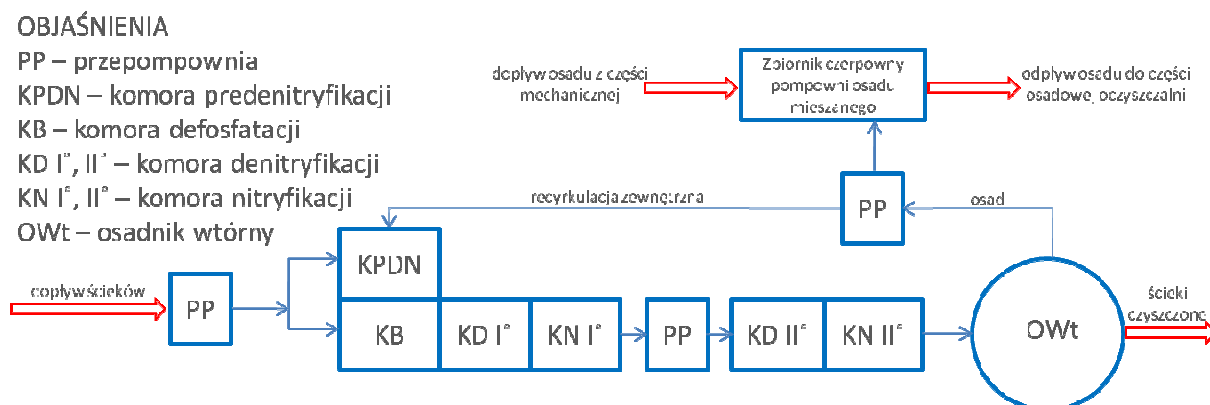 OBJAŚNIENIA
PP – przepompownia
KPDN – komora predenitryfikacji
KB – komora defosfatacji
KD I°, II° – komora denitryfikacji
KN I°, II° – komora nitryfikacji
OWt – osadnik wtórny
dopływ osadu z części
mechanicznej
Zbiornik czerpowny
pompowni osadu
mieszanego
odpływ osadu do części
osadowej oczyszczalni
recyrkulacja zewnętrzna
PP
osad
KPDN
dopływ ścieków
PP
KB
KD I°
KN I°
PP
KD II°
KN II°
OWt
ścieki
czyszczone